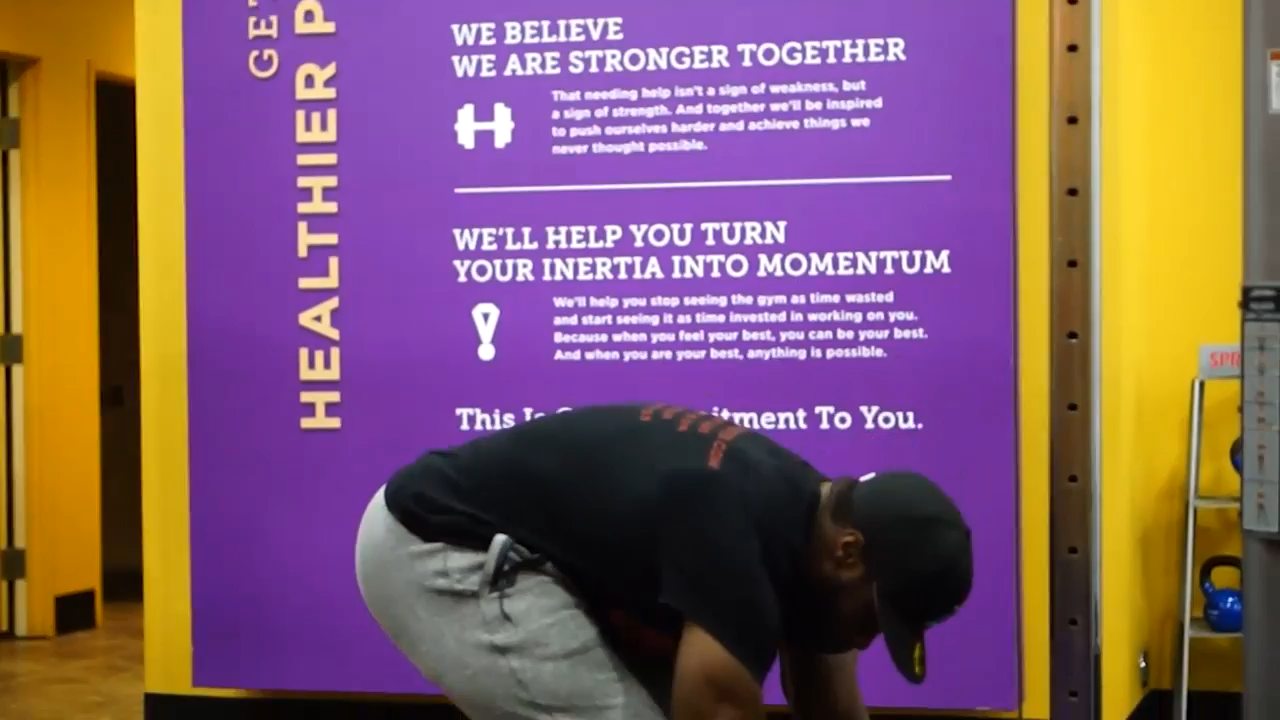 GET
HEALTHIER P
WE BELIEVE
WE ARE STRONGER TOGETHER
That needing help isn't a sign of weakness, but
a sign of strength. And together we'll be inspired
to push ourselves harder and achieve things we
never thought possible.
WE'LL HELP YOU TURN
YOUR INERTIA INTO MOMENTUM
We'll help you stop seeing the gym as time wasted
and start seeing it as time invested in working on you.
Because when you feel your best, you can be your best.
And when you are your best, anything is possible.
This Is itment To You.
SPR